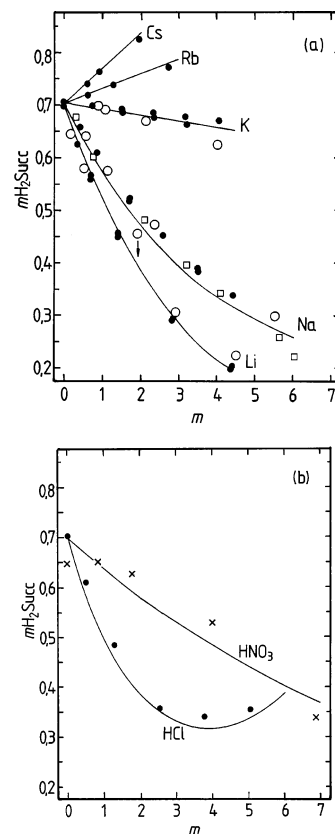 (a)
Cs
Rb
K
Na
Li
0,8
0,7
0,6
0,5
0,4
0,3
0,2
mH₂Succ
0 1 2 3 4 5 6
m
(b)
HNO₃
HCl
0,8
0,7
0,6
0,5
0,4
0,3
0,2
mH₂Succ
0 1 2 3 4 5 6 7
m